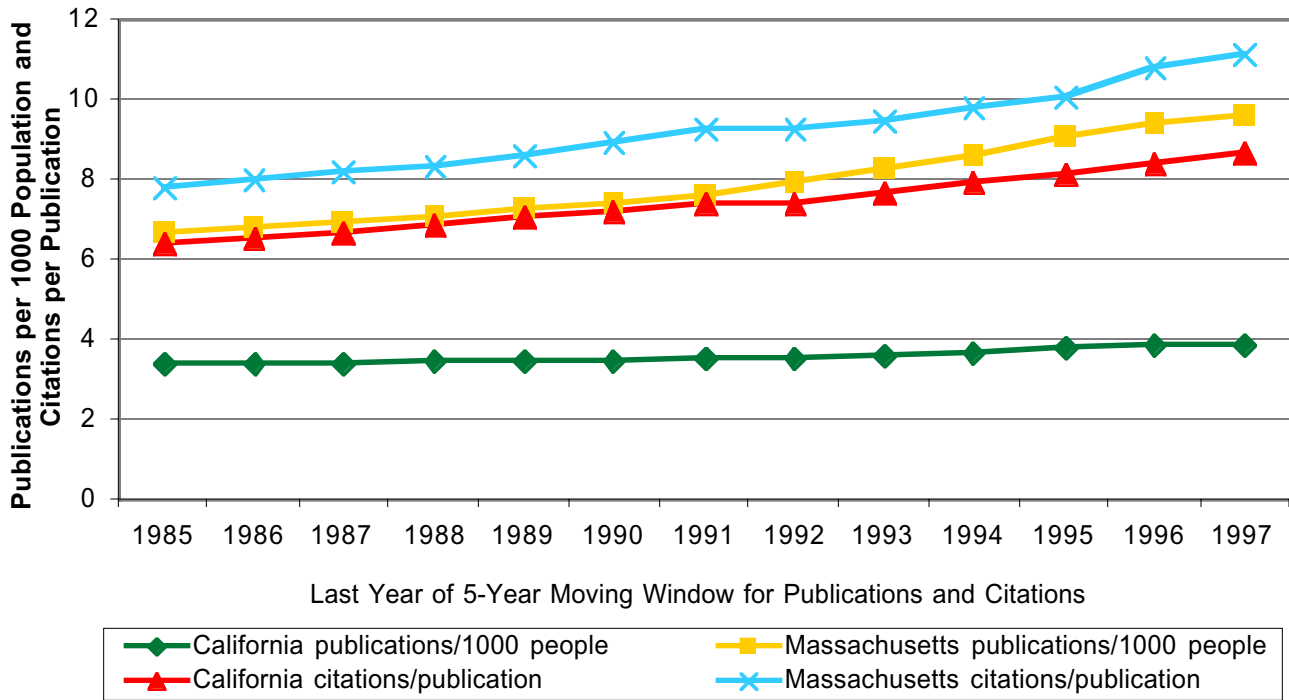 Publications per 1000 Population and
Citations per Publication
12
10
8
6
4
2
0
1985 1986 1987 1988 1989 1990 1991 1992 1993 1994 1995 1996 1997
Last Year of 5-Year Moving Window for Publications and Citations
California publications/1000 people Massachusetts publications/1000 people
California citations/publication Massachusetts citations/publication